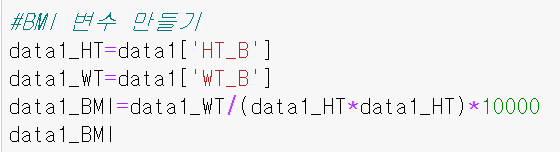 #BMI 변수 만들기
data1_HT=data1['HT_B']
data1_WT=data1['WT_B']
data1_BMI=data1_WT/(data1_HT*data1_HT)*10000
data1_BMI